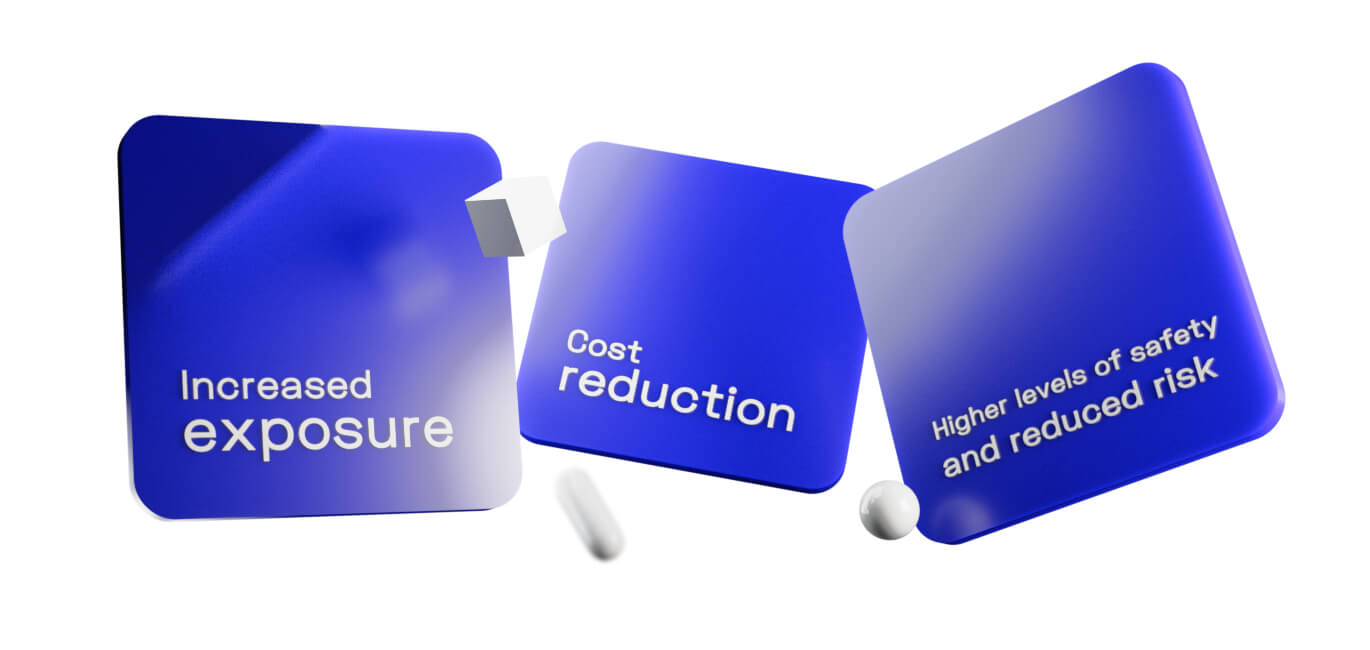 Increased
exposure
Cost
reduction
Higher levels of safety
and reduced risk